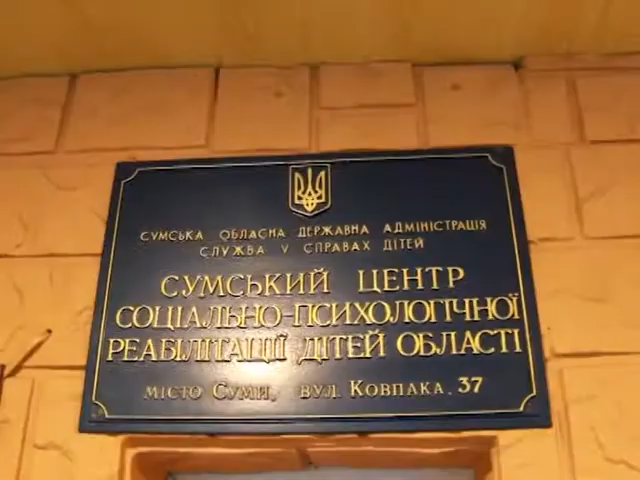 СУМСЬКА ОБЛАСНА ДЕРЖАВНА АДМІНІСТРАЦІЯ
СЛУЖБА У СПРАВАХ ДІТЕЙ
СУМСЬКИЙ ЦЕНТР
СОЦІАЛЬНО-ПСИХОЛОГІЧНОЇ
РЕАБІЛІТАЦІЇ ДІТЕЙ ОБЛАСТІ
МІСТО СУМИ, ВУЛ. КОВПАКА, 37